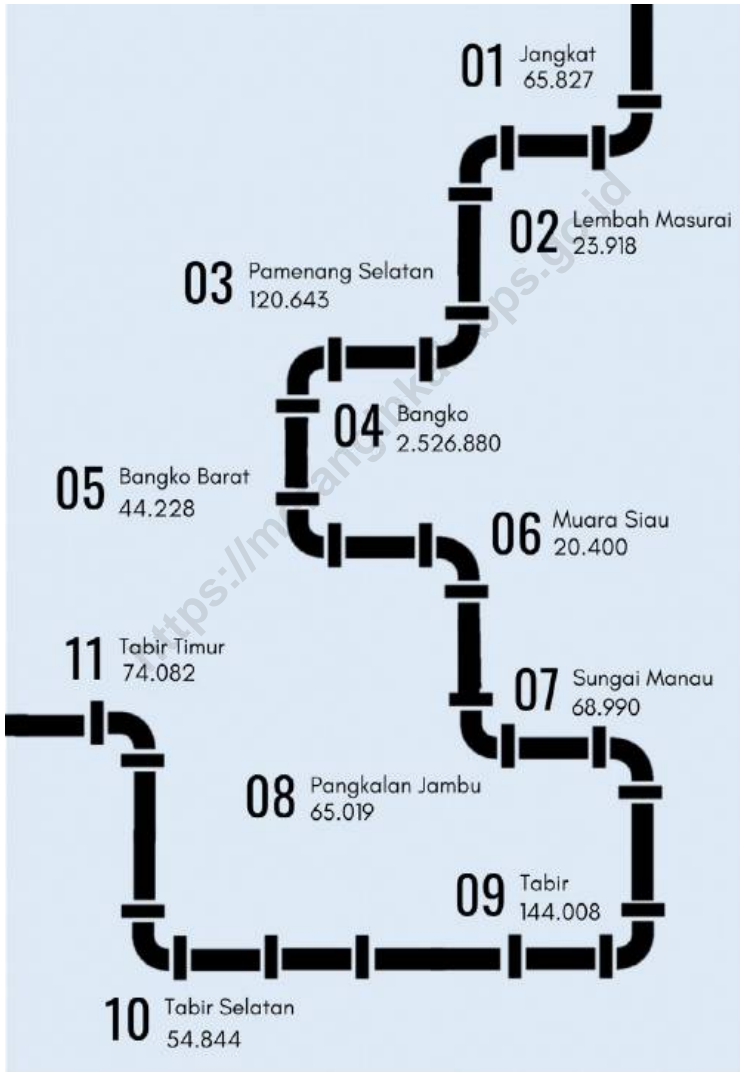 01 Jangkat
65.827
02 Lembah Masurai
23.918
03 Pamenang Selatan
120.643
04 Bangko
2.526.880
05 Bangko Barat
44.228
06 Muara Siau
20.400
07 Sungai Manau
68.990
08 Pangkalan Jambu
65.019
09 Tabir
144.008
10 Tabir Selatan
54.844
11 Tabir Timur
74.082